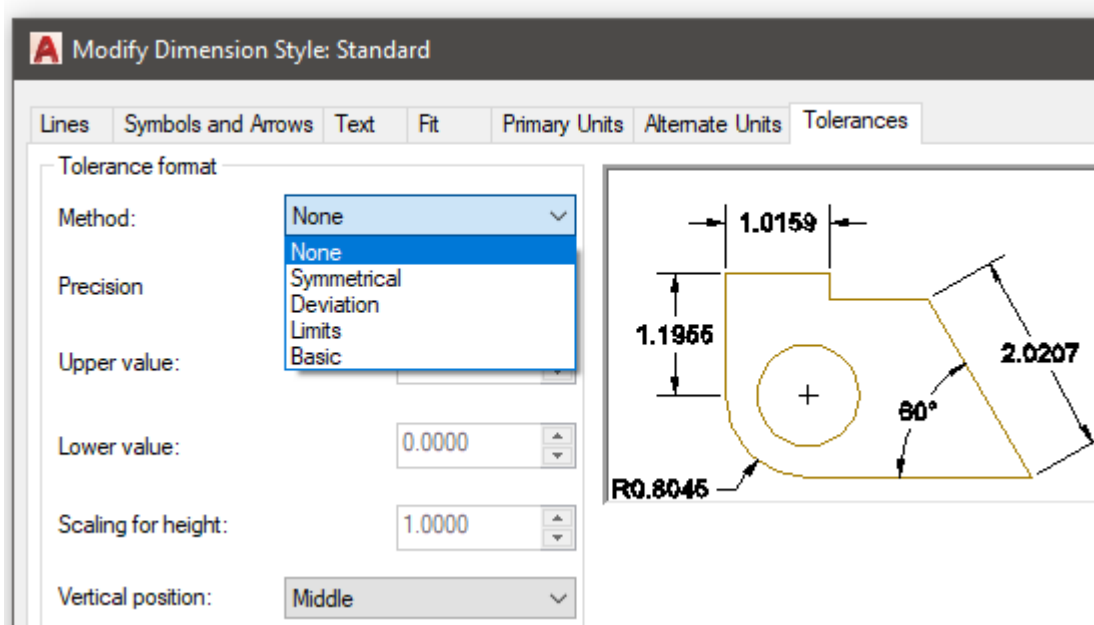 Modify Dimension Style: Standard
Lines Symbols and Arrows Text Fit Primary Units Alternate Units Tolerances
Tolerance format
Method: None
None
Symmetrical
Deviation
Limits
Basic
Precision
Upper value:
Lower value: 0.0000
Scaling for height: 1.0000
Vertical position: Middle
1.0159
1.1955
2.0207
60°
R0.8045